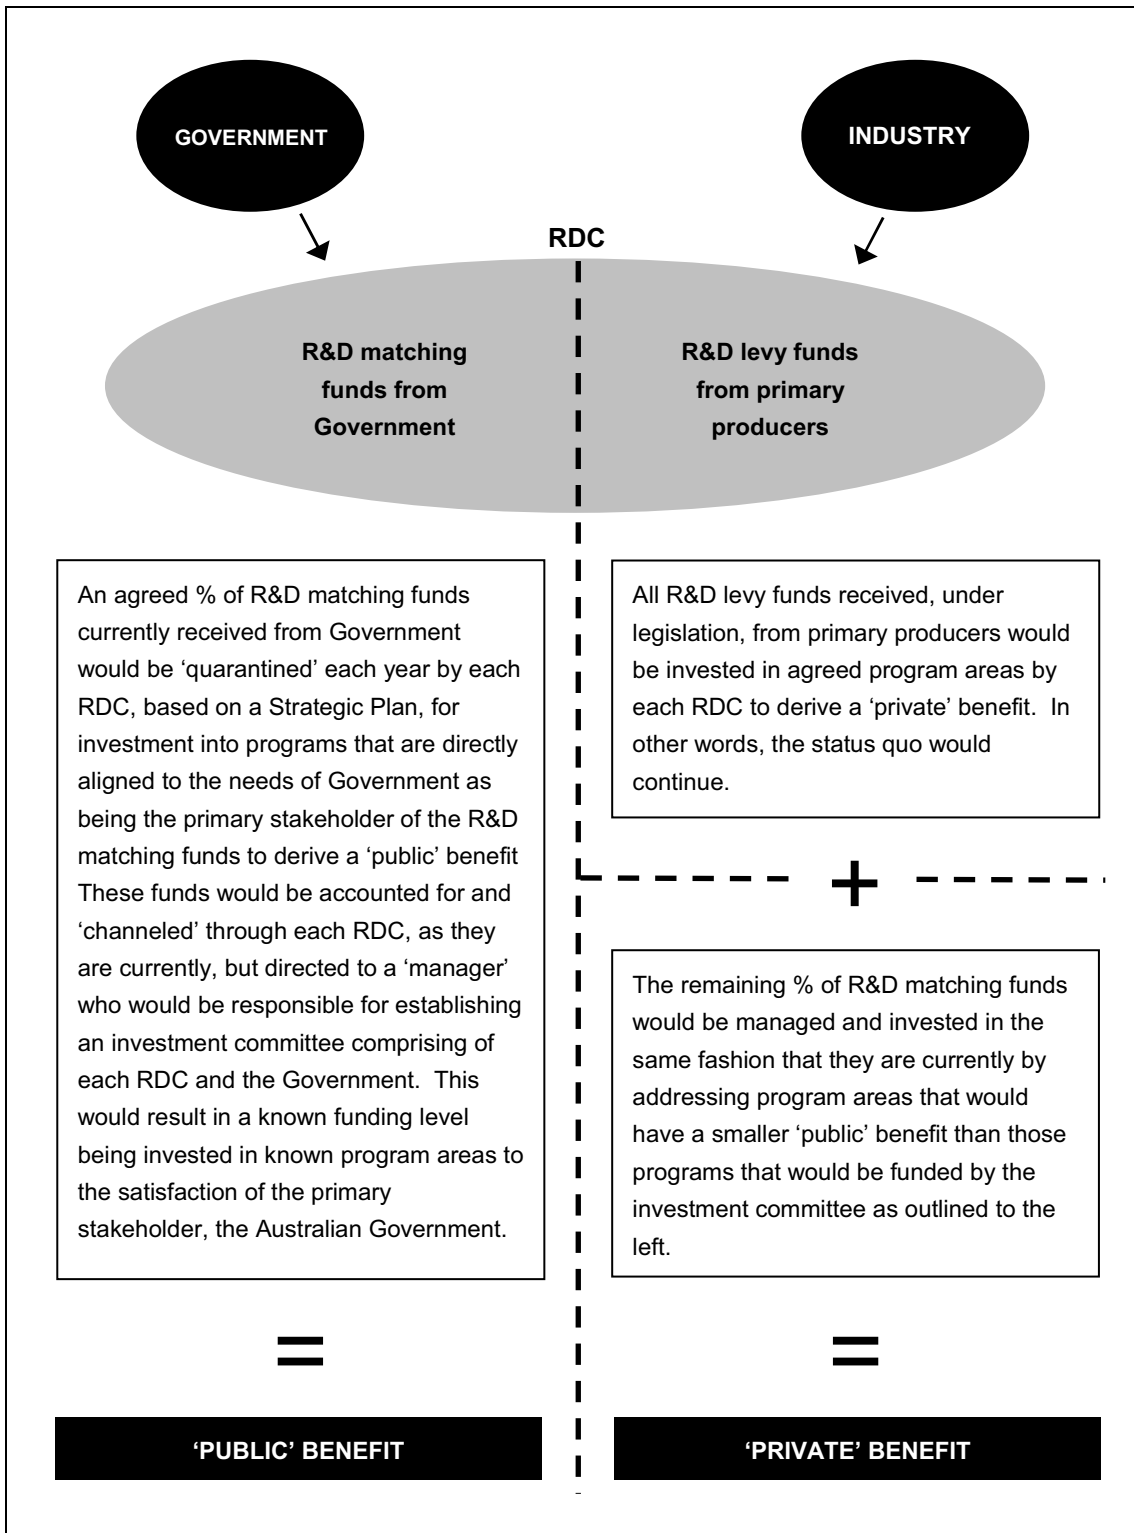 GOVERNMENT
INDUSTRY
RDC
R&D matching
funds from
Government
R&D levy funds
from primary
producers
An agreed % of R&D matching funds
currently received from Government
would be ‘quarantined’ each year by each
RDC, based on a Strategic Plan, for
investment into programs that are directly
aligned to the needs of Government as
being the primary stakeholder of the R&D
matching funds to derive a ‘public’ benefit
These funds would be accounted for and
‘channeled’ through each RDC, as they
are currently, but directed to a ‘manager’
who would be responsible for establishing
an investment committee comprising of
each RDC and the Government.  This
would result in a known funding level
being invested in known program areas to
the satisfaction of the primary
stakeholder, the Australian Government.
All R&D levy funds received, under
legislation, from primary producers would
be invested in agreed program areas by
each RDC to derive a ‘private’ benefit.  In
other words, the status quo would
continue.
+
The remaining % of R&D matching funds
would be managed and invested in the
same fashion that they are currently by
addressing program areas that would
have a smaller ‘public’ benefit than those
programs that would be funded by the
investment committee as outlined to the
left.
=
=
‘PUBLIC’ BENEFIT
‘PRIVATE’ BENEFIT